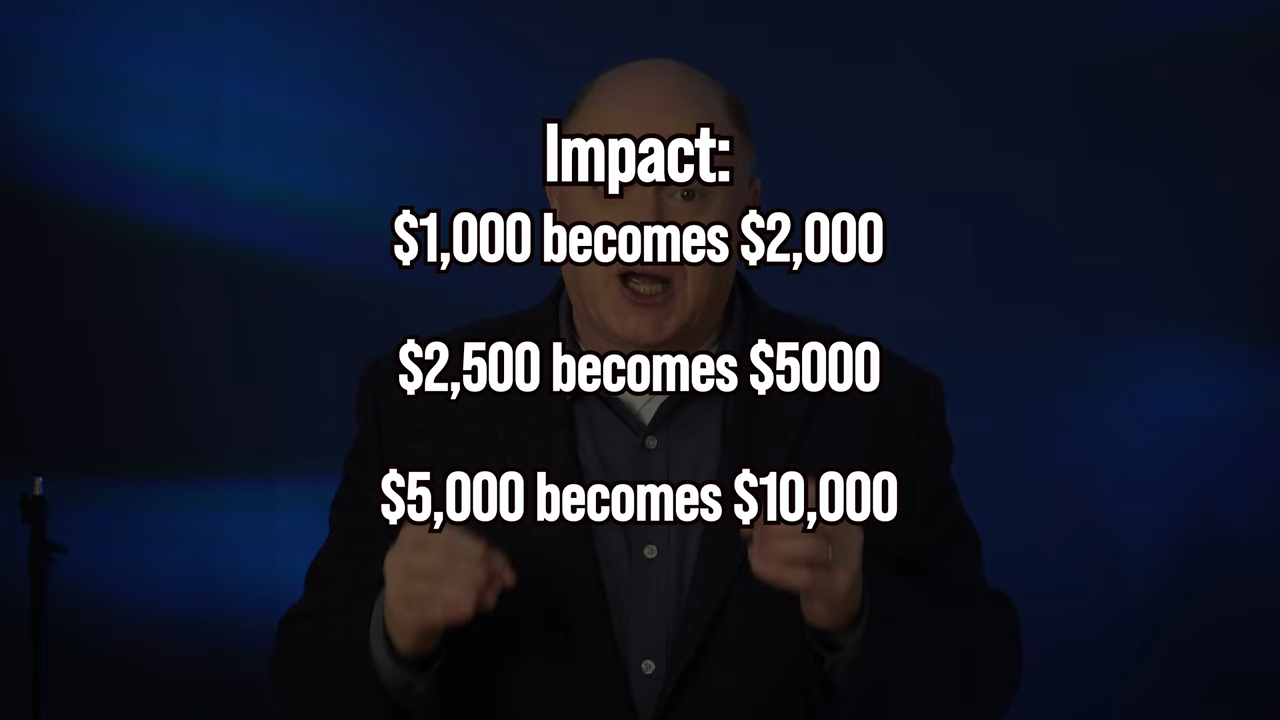 Impact:
$1,000 becomes $2,000
$2,500 becomes $5000
$5,000 becomes $10,000